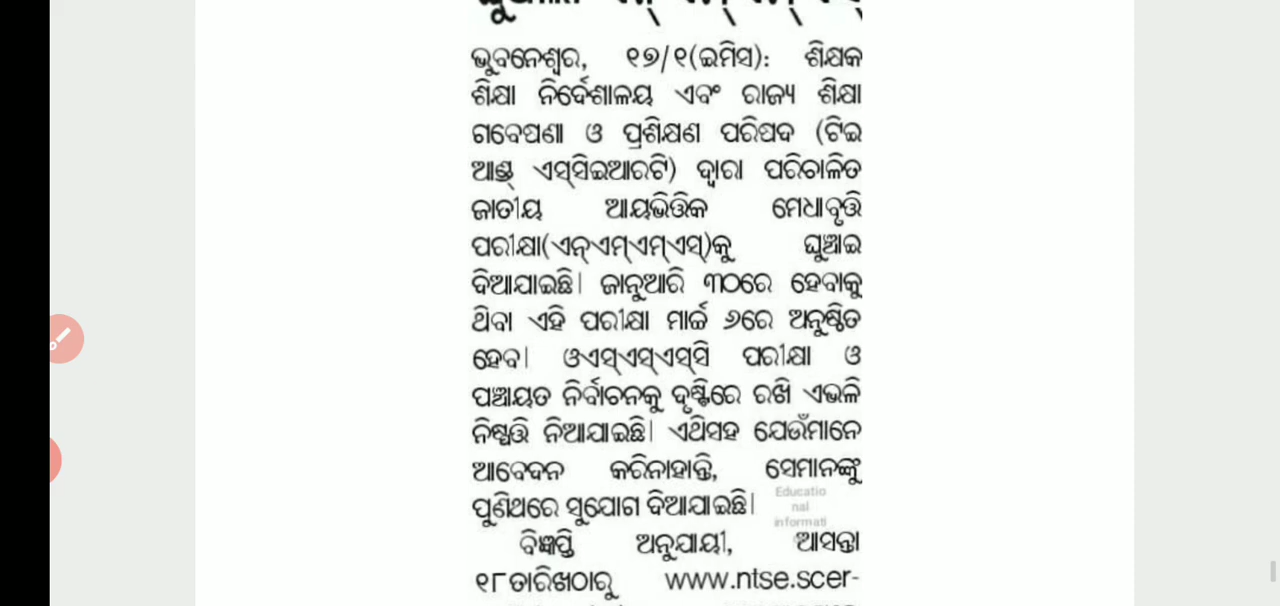 ଭୁବନେଶ୍ୱର, ୧୭/୧(ଇମିସ): ଶିକ୍ଷକ
ଶିକ୍ଷା ନିର୍ଦେଶାଳୟ ଏବଂ ରାଜ୍ୟ ଶିକ୍ଷା
ଗବେଷଣା ଓ ପ୍ରଶିକ୍ଷଣ ପରିଷଦ (ଟିଇ
ଆଣ୍ଡ୍ ଏସ୍‌ସିଇଆରଟି) ଦ୍ୱାରା ପରିଚାଳିତ
ଜାତୀୟ ଆୟଭିତ୍ତିକ ମେଧାବୃତ୍ତି
ପରୀକ୍ଷା(ଏନ୍‌ଏମ୍‌ଏମ୍‌ଏସ୍)କୁ ଘୁଞ୍ଚାଇ
ଦିଆଯାଇଛି। ଜାନୁଆରି ୩୦ରେ ହେବାକୁ
ଥିବା ଏହି ପରୀକ୍ଷା ମାର୍ଚ୍ଚ ୬ରେ ଅନୁଷ୍ଠିତ
ହେବ। ଓଏସ୍‌ଏସ୍‌ଏସ୍‌ସି ପରୀକ୍ଷା ଓ
ପଞ୍ଚାୟତ ନିର୍ବାଚନକୁ ଦୃଷ୍ଟିରେ ରଖି ଏଭଳି
ନିଷ୍ପତ୍ତି ନିଆଯାଇଛି। ଏଥିସହ ଯେଉଁମାନେ
ଆବେଦନ କରିନାହାନ୍ତି, ସେମାନଙ୍କୁ
ପୁଣିଥରେ ସୁଯୋଗ ଦିଆଯାଇଛି।
Educatio
nal
informati
ବିଜ୍ଞପ୍ତି ଅନୁଯାୟୀ, ଆସନ୍ତା
୧୮ତାରିଖଠାରୁ www.ntse.scer-